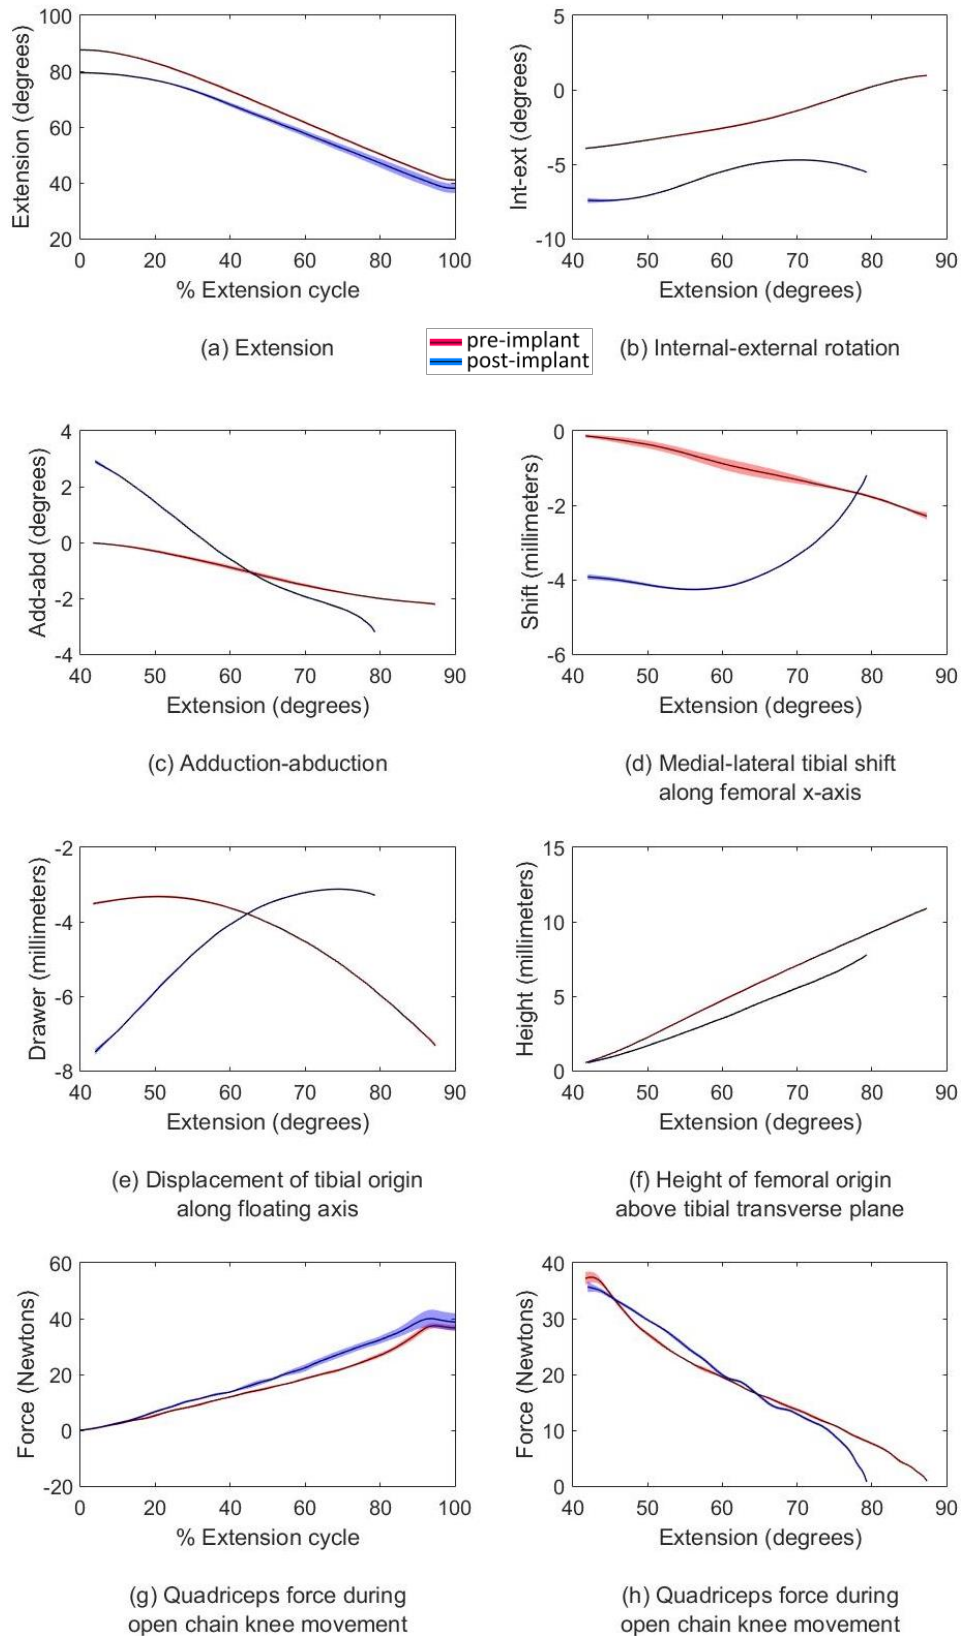 100
80
60
40
20
0
20
40
60
80
100
Extension (degrees)
% Extension cycle
(a) Extension
5
0
-5
-10
40
50
60
70
80
90
Int-ext (degrees)
Extension (degrees)
(b) Internal-external rotation
pre-implant
post-implant
4
2
0
-2
-4
40
50
60
70
80
90
Add-abd (degrees)
Extension (degrees)
(c) Adduction-abduction
0
-2
-4
-6
40
50
60
70
80
90
Shift (millimeters)
Extension (degrees)
(d) Medial-lateral tibial shift
along femoral x-axis
-2
-4
-6
-8
40
50
60
70
80
90
Drawer (millimeters)
Extension (degrees)
(e) Displacement of tibial origin
along floating axis
15
10
5
0
40
50
60
70
80
90
Height (millimeters)
Extension (degrees)
(f) Height of femoral origin
above tibial transverse plane
60
40
20
0
-20
0
20
40
60
80
100
Force (Newtons)
% Extension cycle
(g) Quadriceps force during
open chain knee movement
40
30
20
10
0
40
50
60
70
80
90
Force (Newtons)
Extension (degrees)
(h) Quadriceps force during
open chain knee movement